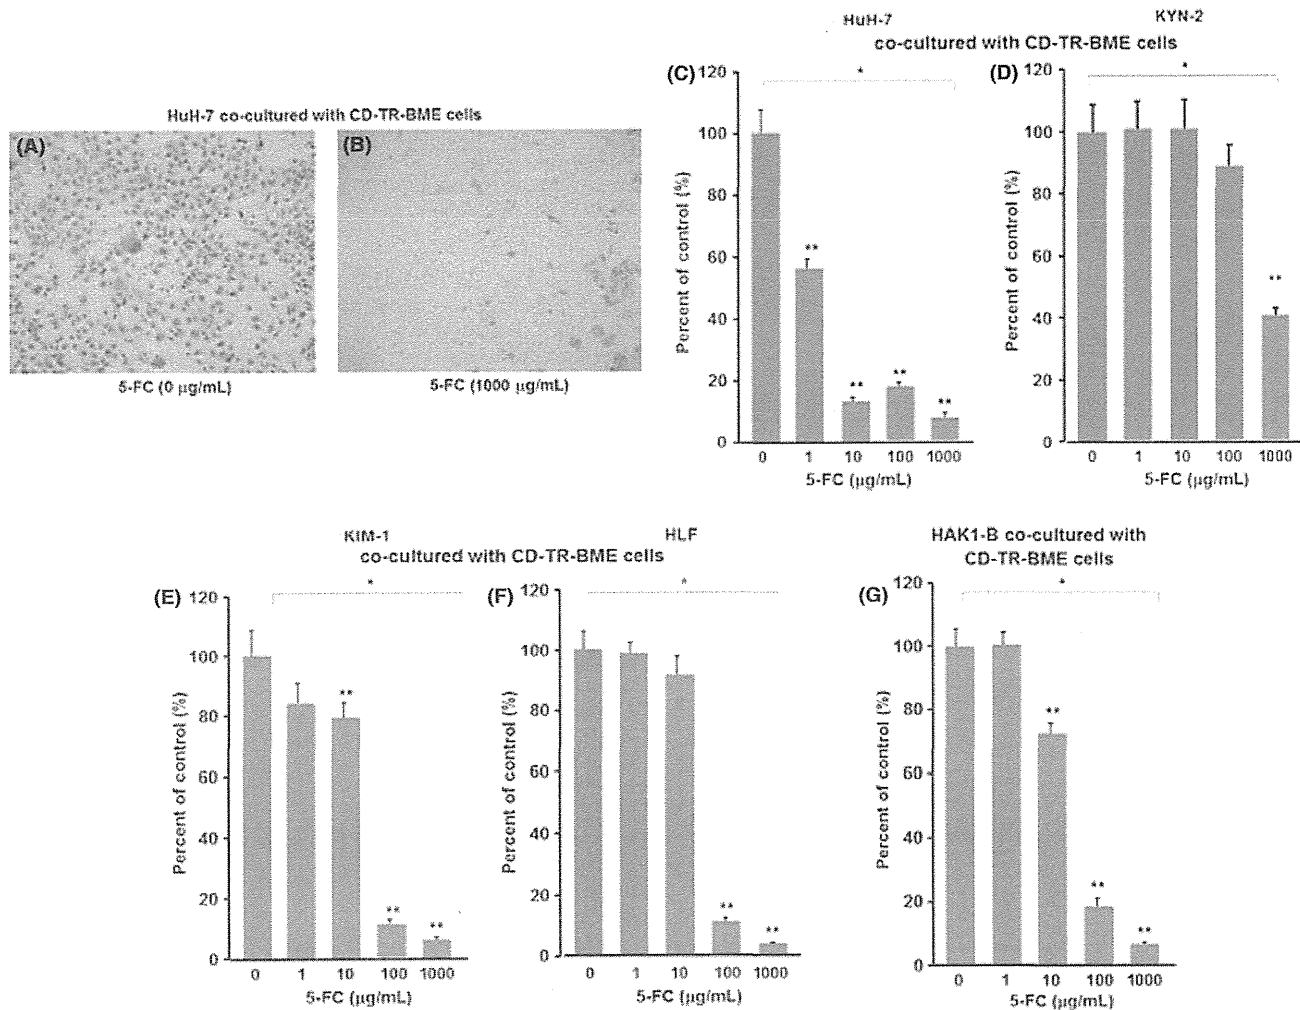 HuH-7 co-cultured with CD-TR-BME cells
(A)
(B)
5-FC (0 µg/mL)
5-FC (1000 µg/mL)
HuH-7
KYN-2
co-cultured with CD-TR-BME cells
(C)
*
Percent of control (%)
120
100
80
60
40
20
0
**
**
**
**
0 1 10 100 1000
5-FC (µg/mL)
(D)
*
Percent of control (%)
120
100
80
60
40
20
0
**
0 1 10 100 1000
5-FC (µg/mL)
KIM-1
HLF
co-cultured with CD-TR-BME cells
(E)
*
Percent of control (%)
120
100
80
60
40
20
0
**
**
**
0 1 10 100 1000
5-FC (µg/mL)
(F)
*
Percent of control (%)
120
100
80
60
40
20
0
**
**
0 1 10 100 1000
5-FC (µg/mL)
HAK1-B co-cultured with
CD-TR-BME cells
(G)
*
Percent of control (%)
120
100
80
60
40
20
0
**
**
**
0 1 10 100 1000
5-FC (µg/mL)